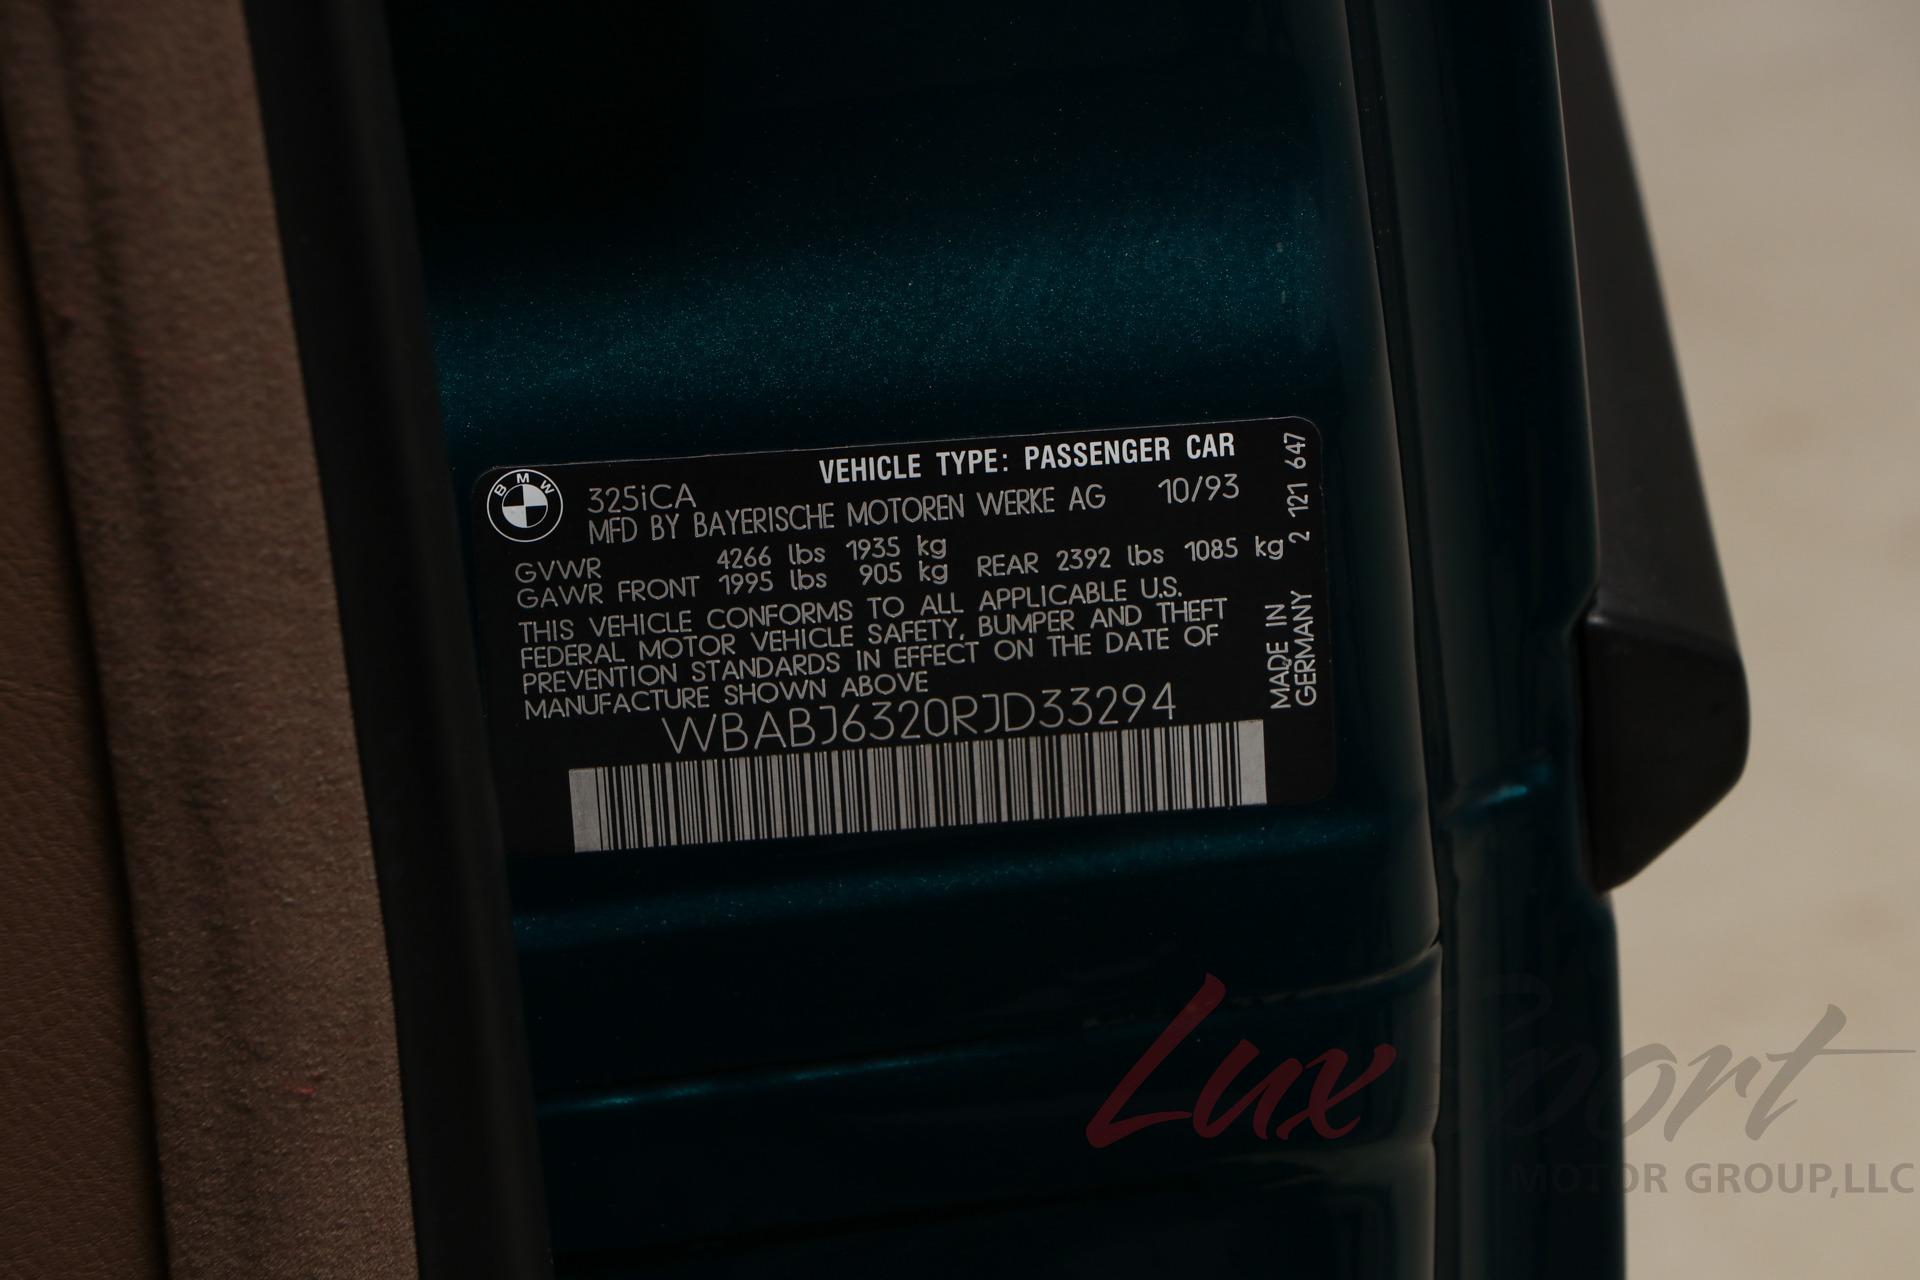 BMW
VEHICLE TYPE: PASSENGER CAR
325iCA
MFD BY BAYERISCHE MOTOREN WERKE AG 10/93
GVWR 4266 lbs 1935 kg
GAWR FRONT 1995 lbs 905 kg REAR 2392 lbs 1085 kg
THIS VEHICLE CONFORMS TO ALL APPLICABLE U.S.
FEDERAL MOTOR VEHICLE SAFETY, BUMPER AND THEFT
PREVENTION STANDARDS IN EFFECT ON THE DATE OF
MANUFACTURE SHOWN ABOVE
WBABJ6320RJD33294
2 121 647
MADE IN
GERMANY
Lux Sport
MOTOR GROUP,LLC